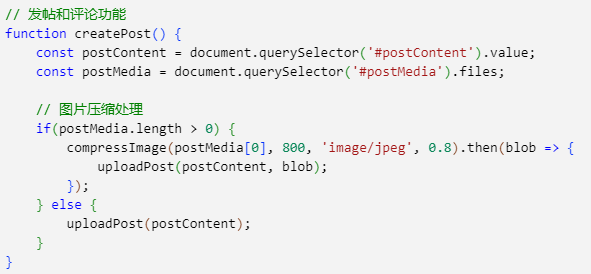 // 发帖和评论功能
function createPost() {
    const postContent = document.querySelector('#postContent').value;
    const postMedia = document.querySelector('#postMedia').files;

    // 图片压缩处理
    if(postMedia.length > 0) {
        compressImage(postMedia[0], 800, 'image/jpeg', 0.8).then(blob => {
            uploadPost(postContent, blob);
        });
    } else {
        uploadPost(postContent);
    }
}